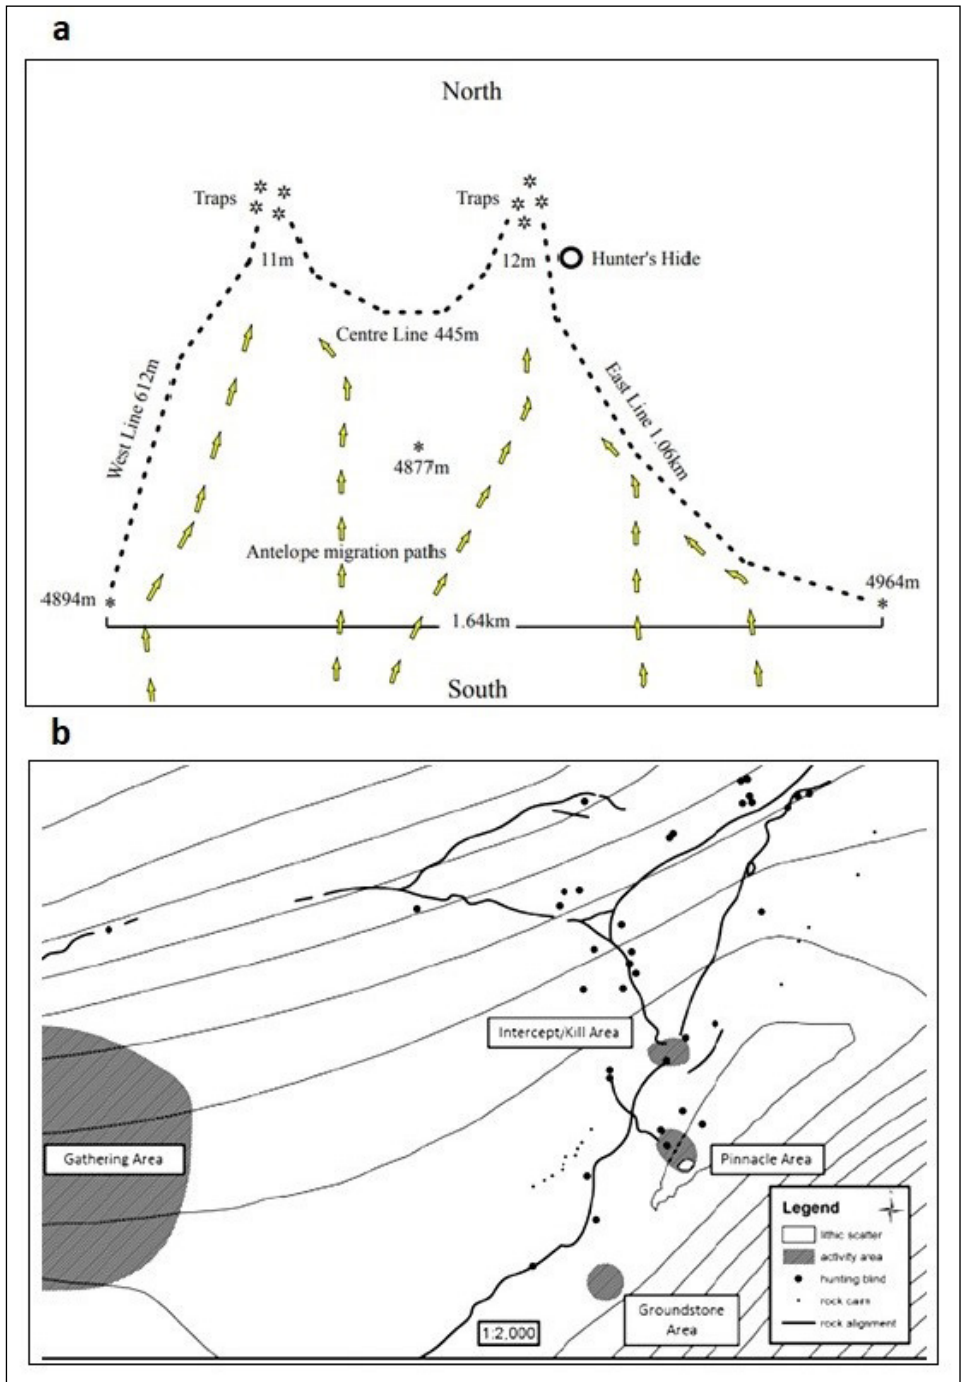 a
North
Traps
Traps
11m
12m
Hunter's Hide
Centre Line 445m
West Line 612m
East Line 1.06km
4877m
Antelope migration paths
4894m
4964m
1.64km
South
b
Intercept/Kill Area
Gathering Area
Pinnacle Area
Legend
lithic scatter
activity area
hunting blind
rock cairn
rock alignment
Groundstone
Area
1:2,000